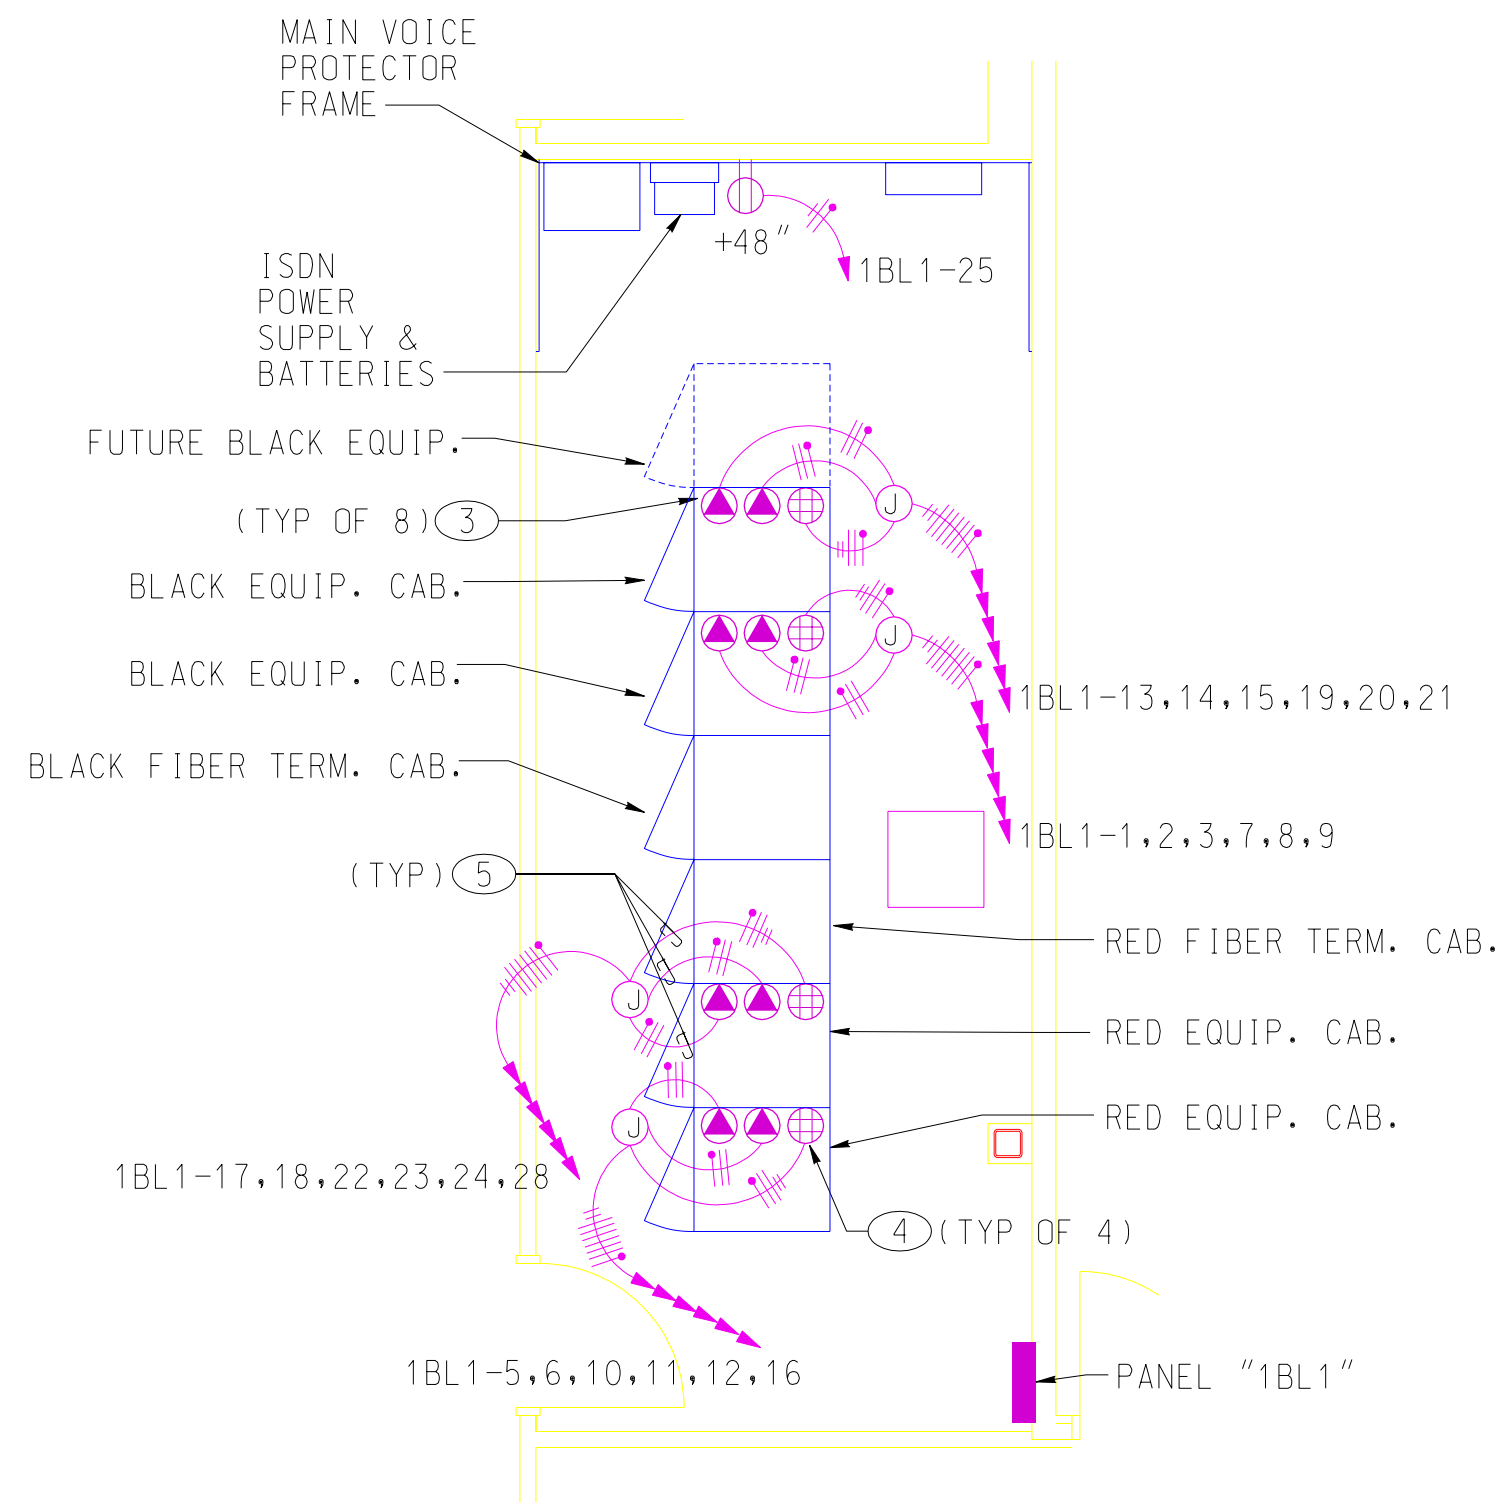 MAIN VOICE
PROTECTOR
FRAME
+48"
1BL1-25
ISDN
POWER
SUPPLY &
BATTERIES
FUTURE BLACK EQUIP.
(TYP OF 8) 3
J
BLACK EQUIP. CAB.
J
BLACK EQUIP. CAB.
1BL1-13,14,15,19,20,21
BLACK FIBER TERM. CAB.
1BL1-1,2,3,7,8,9
(TYP) 5
RED FIBER TERM. CAB.
J
RED EQUIP. CAB.
J
RED EQUIP. CAB.
1BL1-17,18,22,23,24,28
4 (TYP OF 4)
1BL1-5,6,10,11,12,16
PANEL "1BL1"